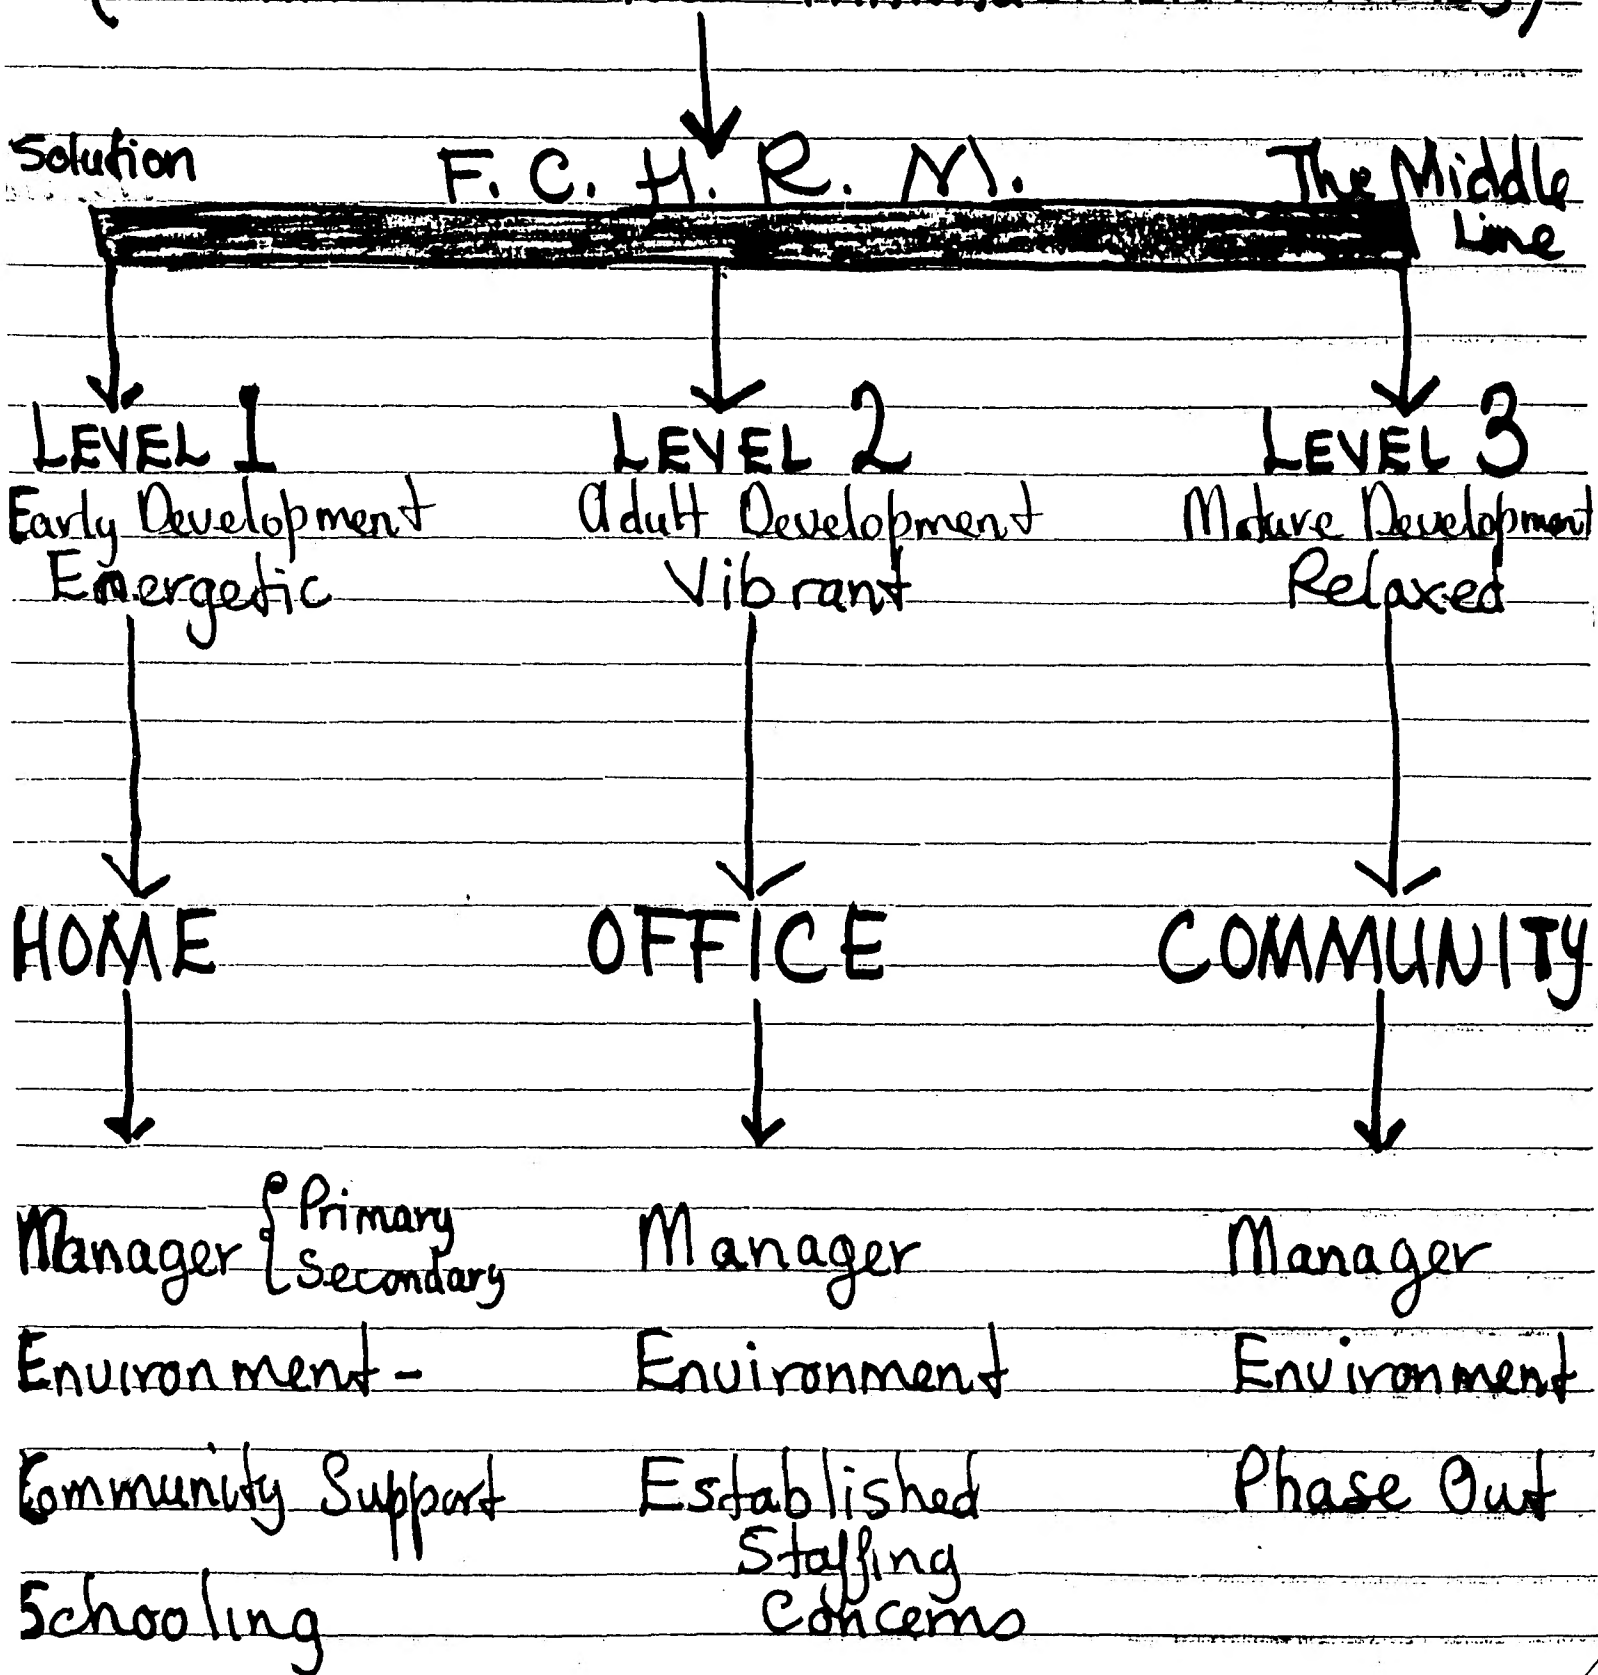 Solution F. C. H. R. M. The Middle
Line
LEVEL 1 LEVEL 2 LEVEL 3
Early Development Adult Development Mature Development
Energetic Vibrant Relaxed
HOME OFFICE COMMUNITY
Manager { Primary Manager Manager
Secondary
Environment - Environment Environment
Community Support Established Phase Out
Staffing
Schooling Concerns